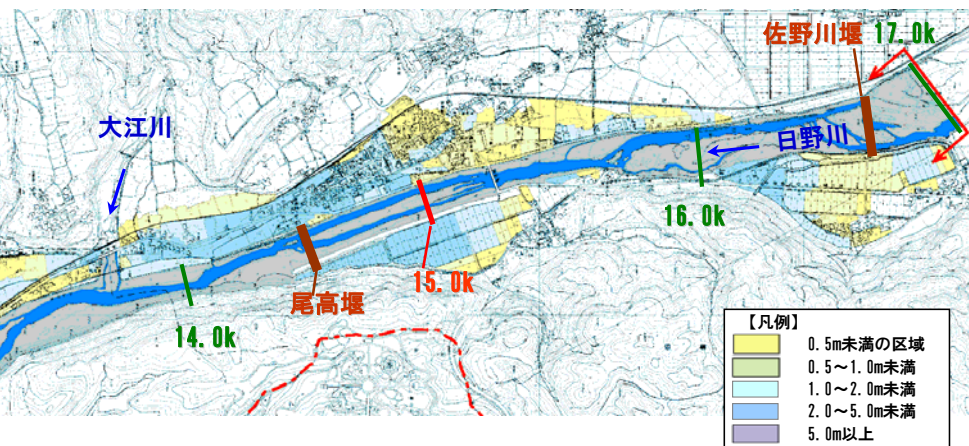 佐野川堰 17.0k
大江川
日野川
16.0k
15.0k
尾高堰
14.0k
【凡例】
0.5m未満の区域
0.5～1.0m未満
1.0～2.0m未満
2.0～5.0m未満
5.0m以上